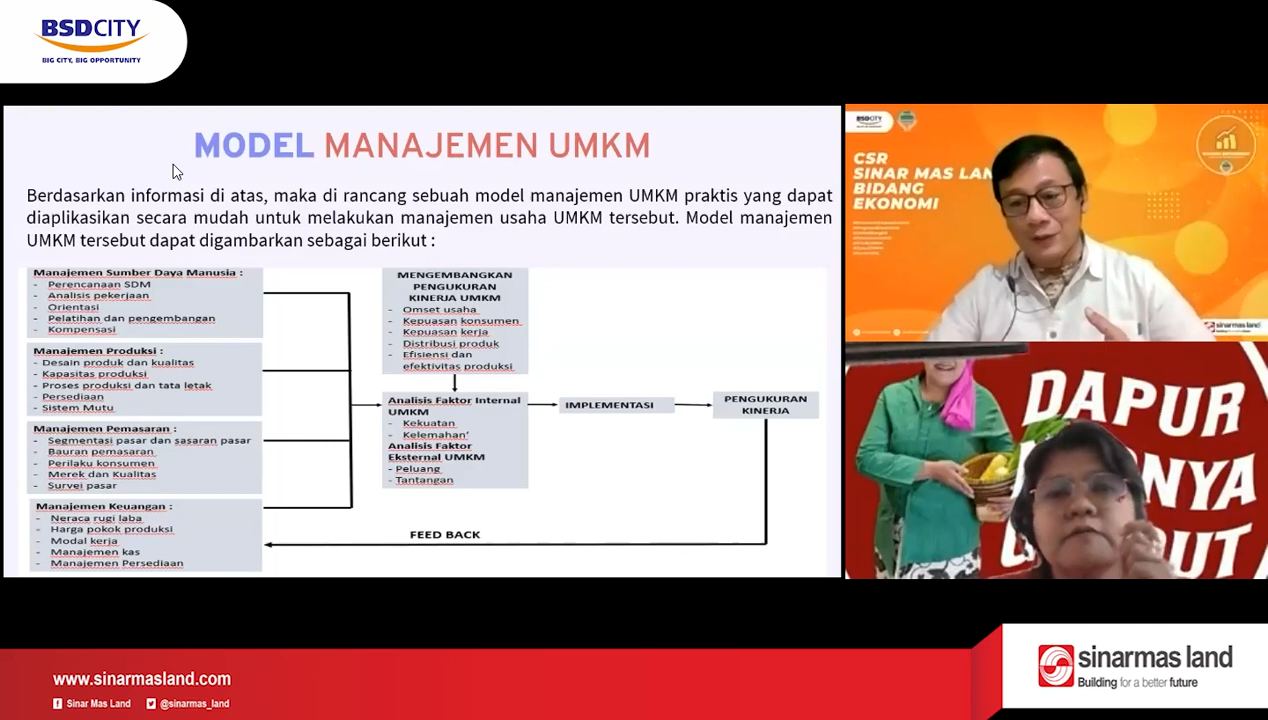 BSDCITY
BIG CITY, BIG OPPORTUNITY
MODEL MANAJEMEN UMKM
Berdasarkan informasi di atas, maka di rancang sebuah model manajemen UMKM praktis yang dapat
diaplikasikan secara mudah untuk melakukan manajemen usaha UMKM tersebut. Model manajemen
UMKM tersebut dapat digambarkan sebagai berikut :
Manajemen Sumber Daya Manusia :
- Perencanaan SDM
- Analisis pekerjaan
- Orientasi
- Pelatihan dan pengembangan
- Kompensasi
Manajemen Produksi :
- Desain produk dan kualitas
- Kapasitas produksi
- Proses produksi dan tata letak
- Persediaan
- Sistem Mutu
Manajemen Pemasaran :
- Segmentasi pasar dan sasaran pasar
- Bauran pemasaran
- Perilaku konsumen
- Merek dan Kualitas
- Survei pasar
Manajemen Keuangan :
- Neraca rugi laba
- Harga pokok produksi
- Modal kerja
- Manajemen kas
- Manajemen Persediaan
MENGEMBANGKAN
PENGUKURAN
KINERJA UMKM
- Omset usaha
- Kepuasan konsumen
- Kepuasan kerja
- Distribusi produk
- Efisiensi dan
efektivitas produksi
Analisis Faktor Internal
UMKM
- Kekuatan
- Kelemahan'
Analisis Faktor
Eksternal UMKM
- Peluang
- Tantangan
IMPLEMENTASI
PENGUKURAN
KINERJA
FEED BACK
BSDCITY
CSR
SINAR MAS LAN
BIDANG
EKONOMI
sinarmas land
DAPUR
NYA
UT
www.sinarmasland.com
Sinar Mas Land
@sinarmas_land
sinarmas land
Building for a better future